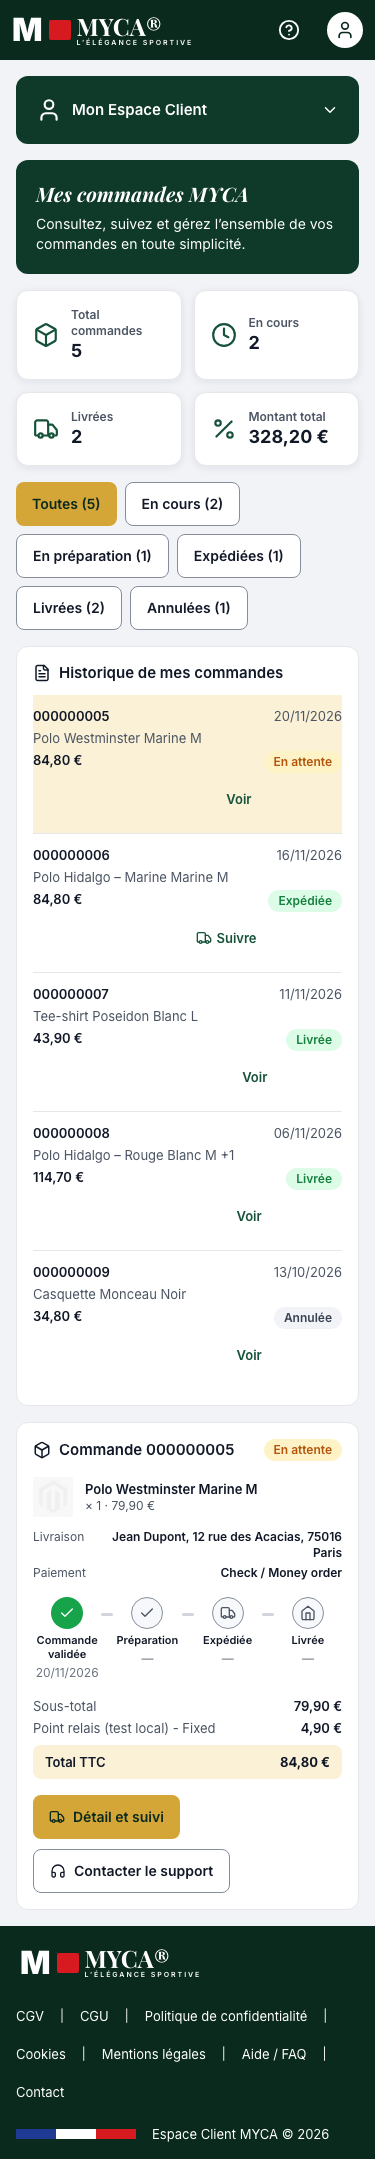 M MYCA®
L'ÉLÉGANCE SPORTIVE
Mon Espace Client
Mes commandes MYCA
Consultez, suivez et gérez l’ensemble de vos
commandes en toute simplicité.
Total
commandes
5
En cours
2
Livrées
2
Montant total
328,20 €
Toutes (5)
En cours (2)
En préparation (1)
Expédiées (1)
Livrées (2)
Annulées (1)
Historique de mes commandes
000000005 20/11/2026
Polo Westminster Marine M
84,80 € En attente
Voir
000000006 16/11/2026
Polo Hidalgo – Marine Marine M
84,80 € Expédiée
Suivre
000000007 11/11/2026
Tee-shirt Poseidon Blanc L
43,90 € Livrée
Voir
000000008 06/11/2026
Polo Hidalgo – Rouge Blanc M +1
114,70 € Livrée
Voir
000000009 13/10/2026
Casquette Monceau Noir
34,80 € Annulée
Voir
Commande 000000005 En attente
Polo Westminster Marine M
× 1 · 79,90 €
Livraison Jean Dupont, 12 rue des Acacias, 75016
Paris
Paiement Check / Money order
Commande
validée
20/11/2026
Préparation
—
Expédiée
—
Livrée
—
Sous-total 79,90 €
Point relais (test local) - Fixed 4,90 €
Total TTC 84,80 €
Détail et suivi
Contacter le support
M MYCA®
L'ÉLÉGANCE SPORTIVE
CGV | CGU | Politique de confidentialité |
Cookies | Mentions légales | Aide / FAQ |
Contact
Espace Client MYCA © 2026